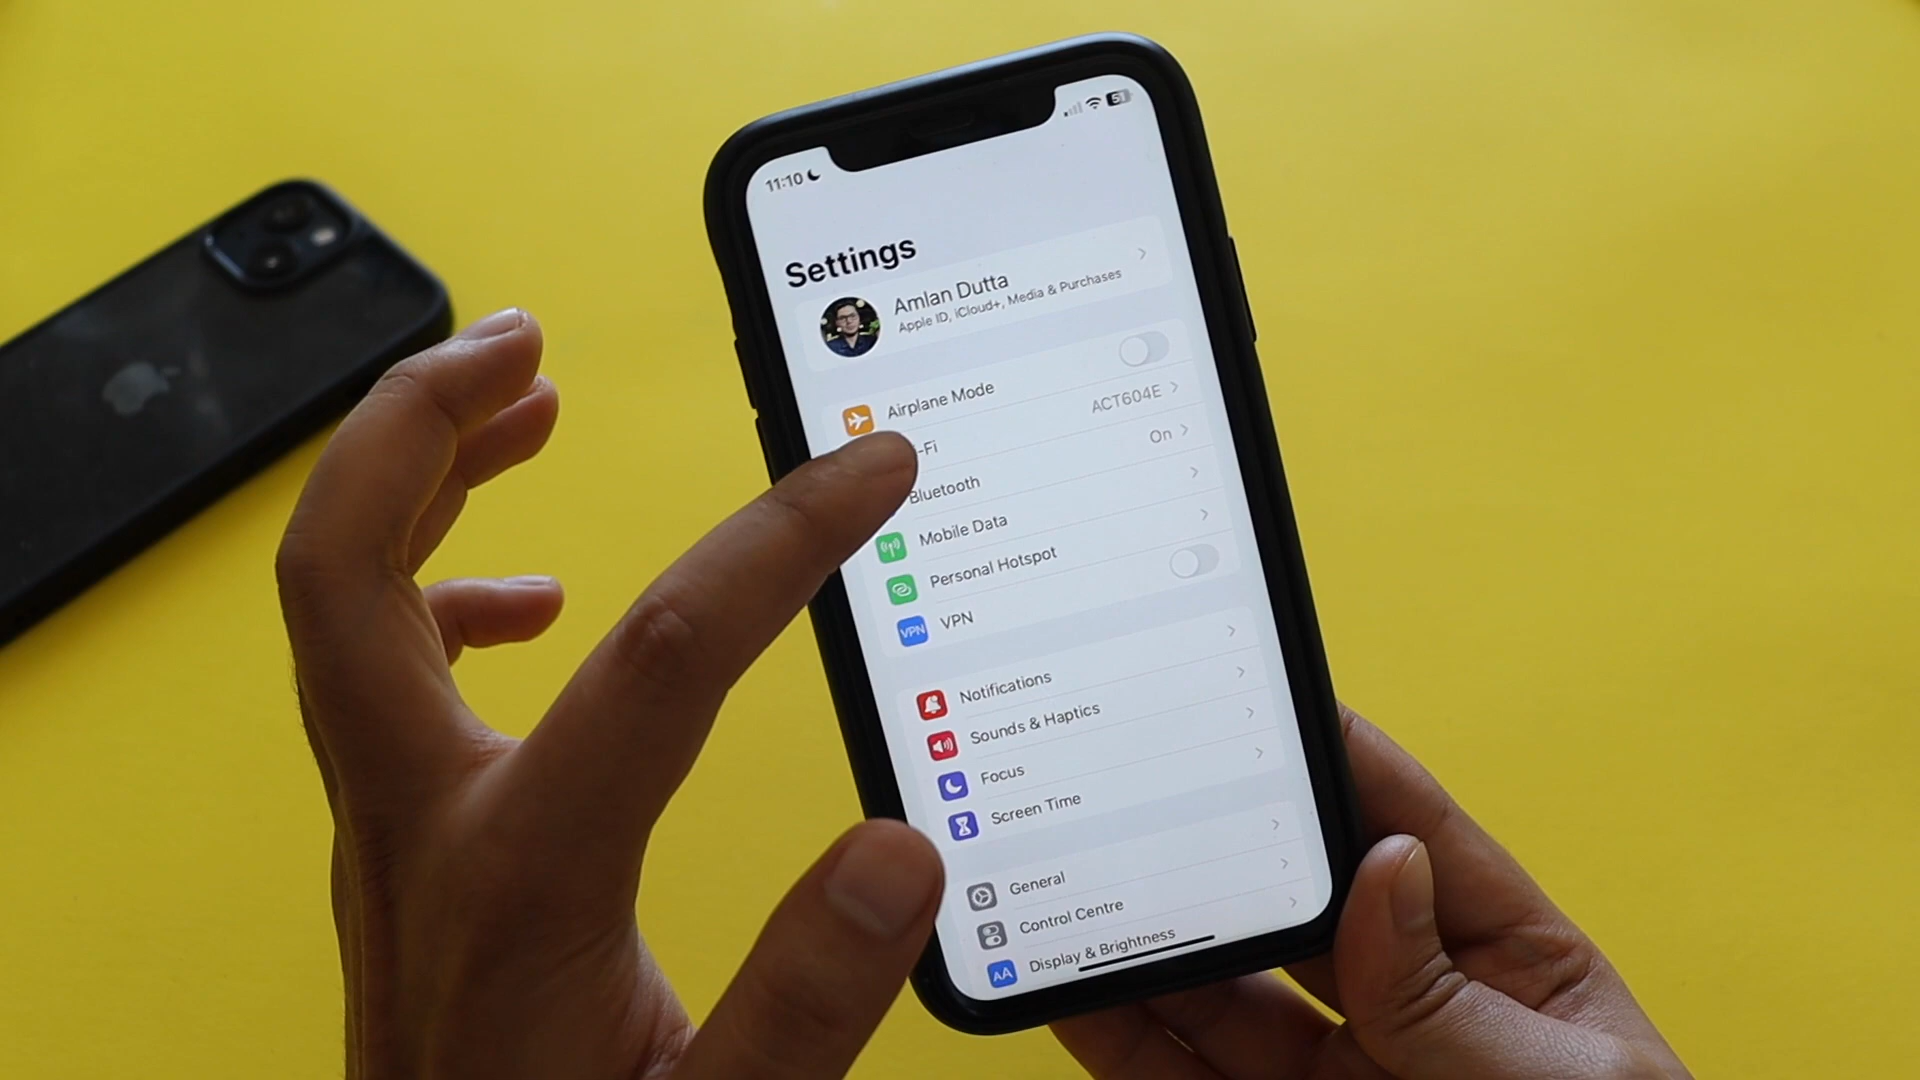 11:10
51
Settings
Amlan Dutta
Apple ID, iCloud+, Media & Purchases
Airplane Mode
-Fi ACT604E
Bluetooth On
Mobile Data
Personal Hotspot
VPN VPN
Notifications
Sounds & Haptics
Focus
Screen Time
General
Control Centre
AA Display & Brightness